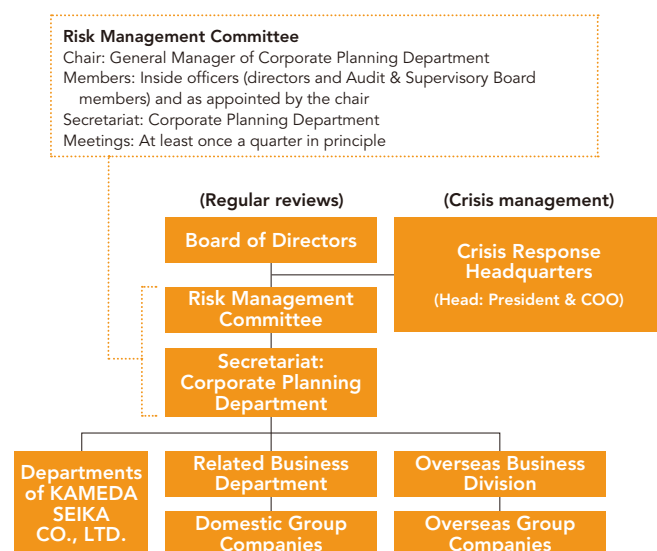 Risk Management Committee
Chair: General Manager of Corporate Planning Department
Members: Inside officers (directors and Audit & Supervisory Board
members) and as appointed by the chair
Secretariat: Corporate Planning Department
Meetings: At least once a quarter in principle
(Regular reviews)
(Crisis management)
Board of Directors
Crisis Response
Headquarters
(Head: President & COO)
Risk Management
Committee
Secretariat:
Corporate Planning
Department
Departments
of KAMEDA
SEIKA
CO., LTD.
Related Business
Department
Overseas Business
Division
Domestic Group
Companies
Overseas Group
Companies